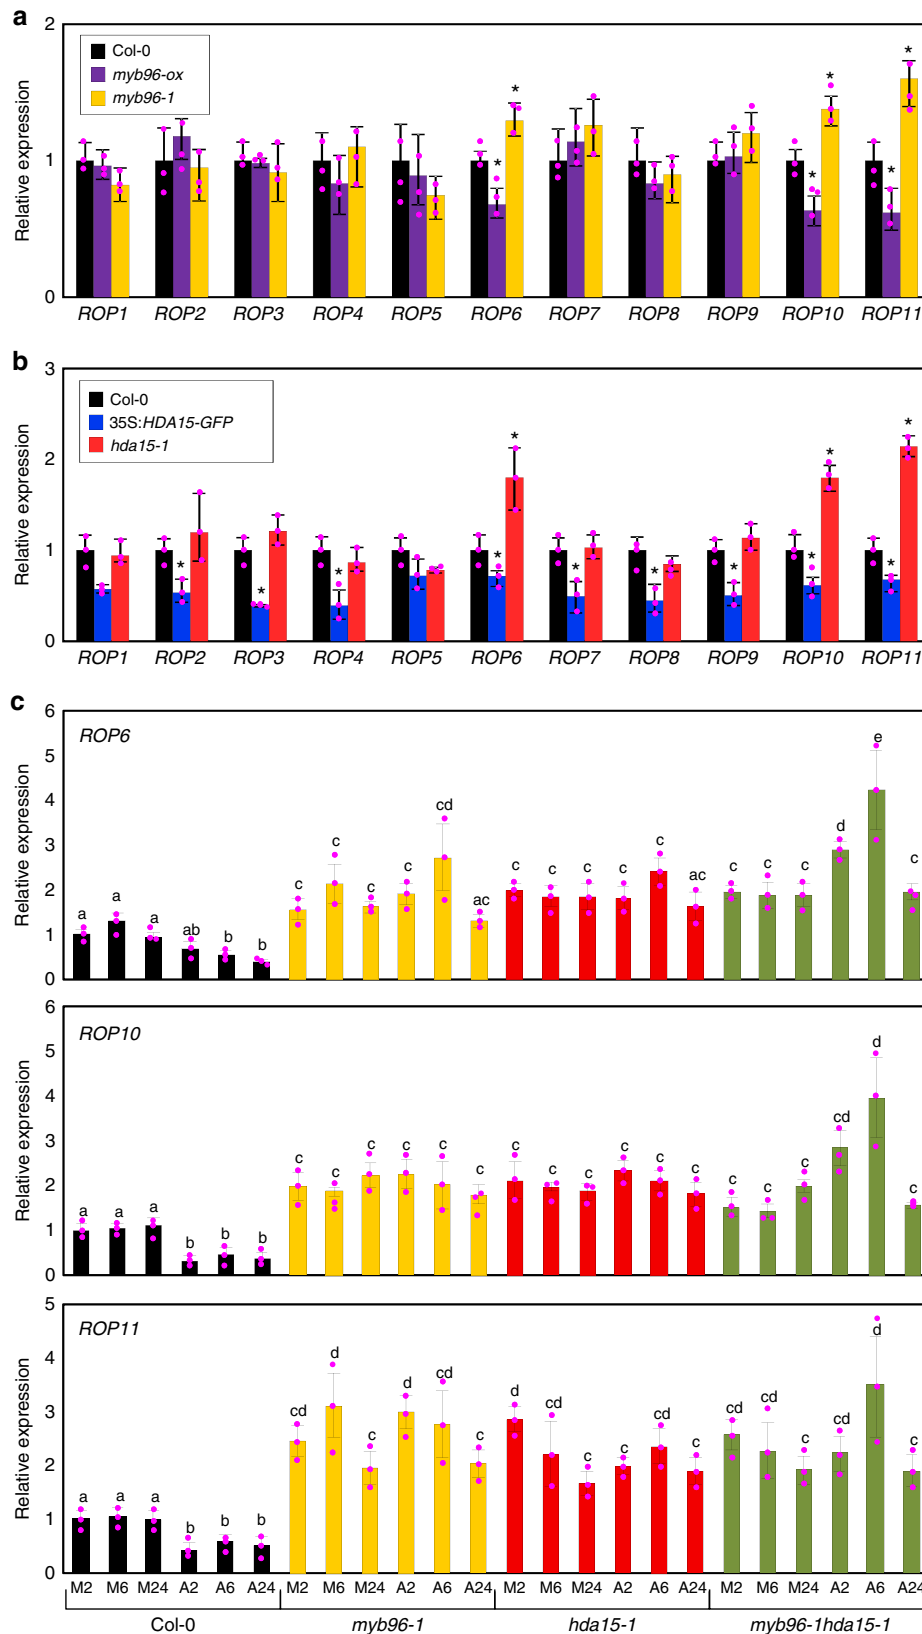 a
2
1
0
Relative expression
Col-0
myb96-ox
myb96-1
* * * * * *
ROP1 ROP2 ROP3 ROP4 ROP5 ROP6 ROP7 ROP8 ROP9 ROP10 ROP11
b
3
2
1
0
Relative expression
Col-0
35S:HDA15-GFP
hda15-1
* * * * * * * * * * * *
ROP1 ROP2 ROP3 ROP4 ROP5 ROP6 ROP7 ROP8 ROP9 ROP10 ROP11
c
6
5
4
3
2
1
0
Relative expression
ROP6
a a a ab b b c c c c cd ac c c c c c ac c c c d e c
6
5
4
3
2
1
0
Relative expression
ROP10
a a a b b b c c c c c c c c c c c c c c c cd d c
5
4
3
2
1
0
Relative expression
ROP11
a a a b b b cd d c d cd cd d cd c c cd c cd cd c cd d c
M2 M6 M24 A2 A6 A24 M2 M6 M24 A2 A6 A24 M2 M6 M24 A2 A6 A24 M2 M6 M24 A2 A6 A24
Col-0 myb96-1 hda15-1 myb96-1hda15-1